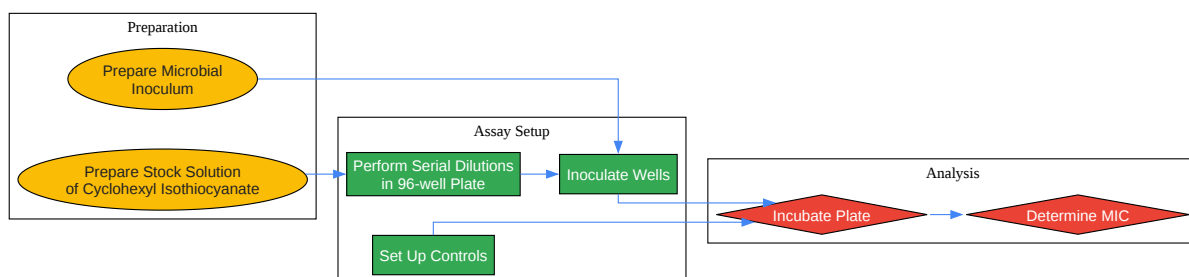 Preparation
Prepare Microbial
Inoculum
Prepare Stock Solution
of Cyclohexyl Isothiocyanate
Assay Setup
Perform Serial Dilutions
in 96-well Plate
Inoculate Wells
Set Up Controls
Analysis
Incubate Plate
Determine MIC